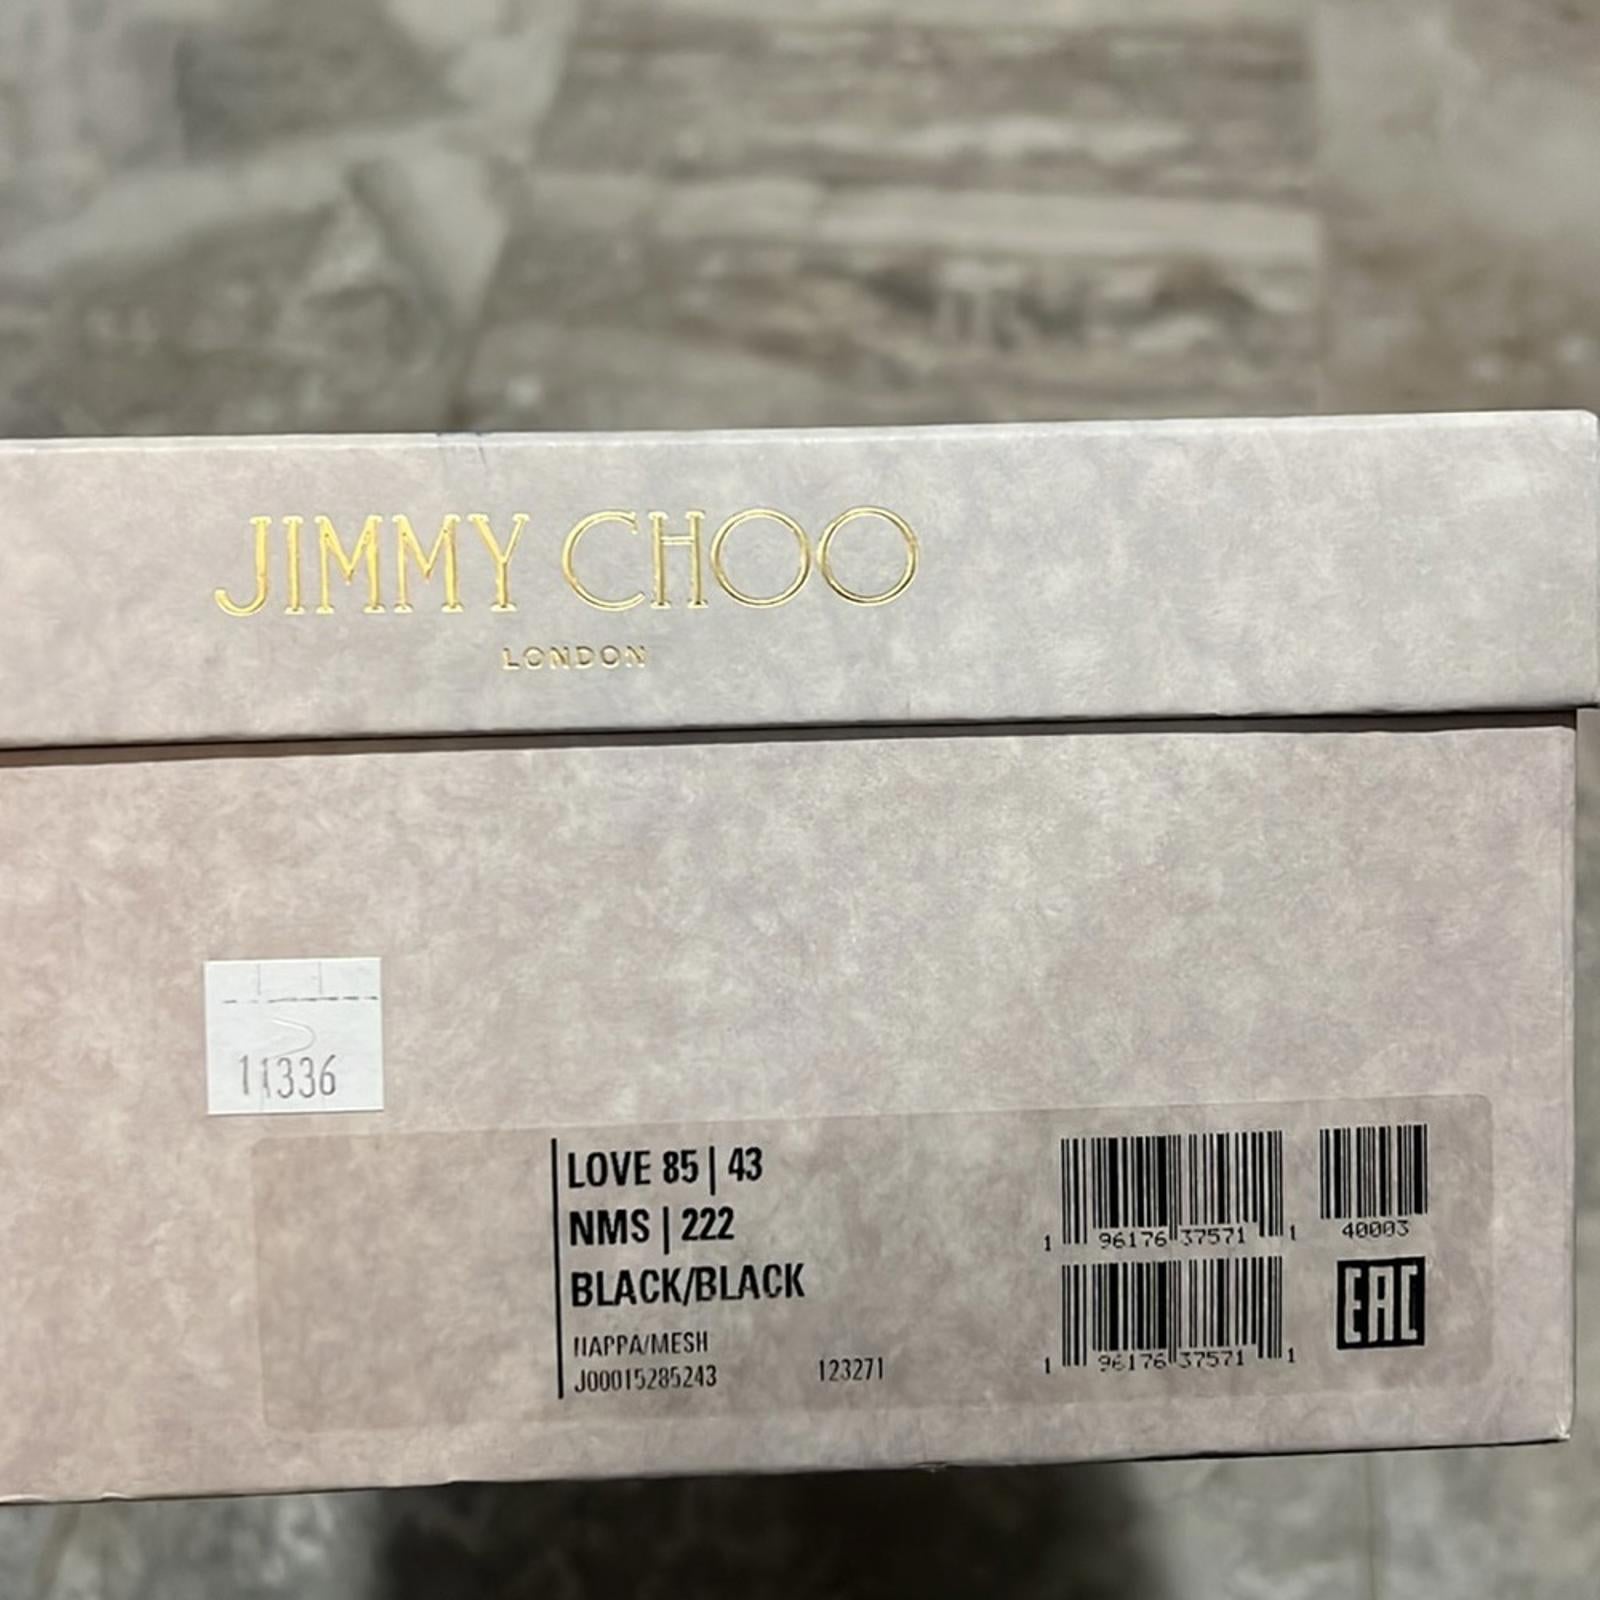 JIMMY CHOO
LONDON
11336
LOVE 85 | 43
NMS | 222
BLACK/BLACK
NAPPA/MESH
J00015285243 123271
1 96176 37571 1
40003
1 96176 37571 1
EAC